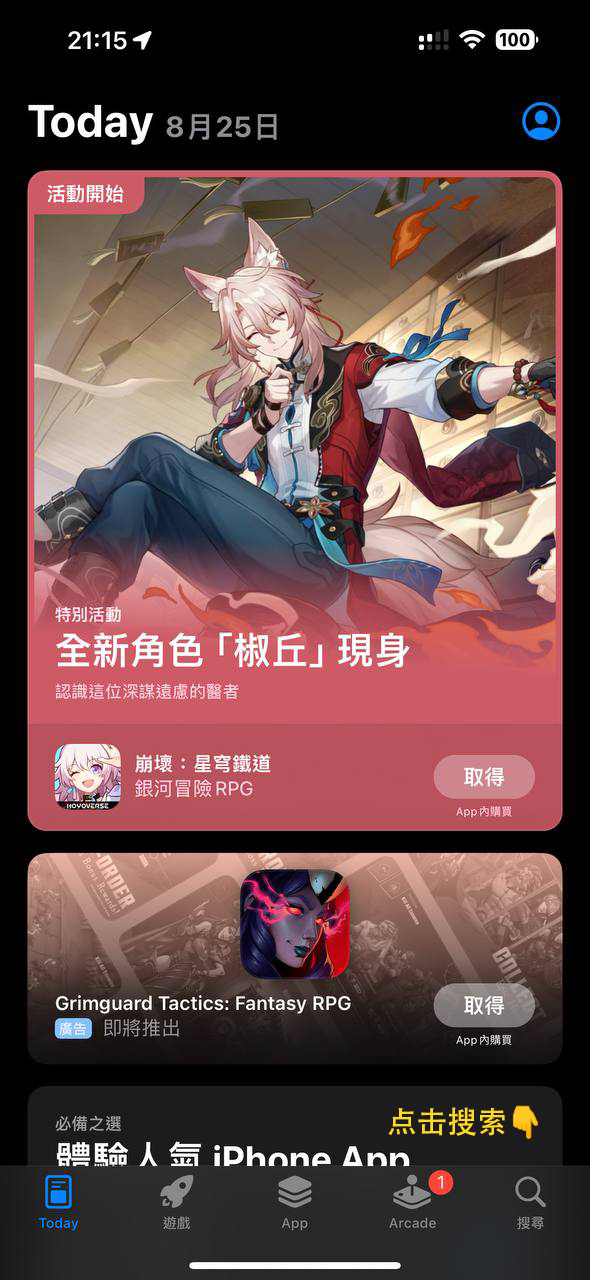 21:15
100
Today 8月25日
活動開始
特別活動
全新角色「椒丘」現身
認識這位深謀遠慮的醫者
崩壞：星穹鐵道
銀河冒險 RPG
取得
App 內購買
HOYOVERSE
ORDER
Bonus Rewards!
Grimguard Tactics: Fantasy RPG
廣告 即將推出
取得
App 內購買
必備之選
点击搜索👇
體驗人氣 iPhone App
1
Today
遊戲
App
Arcade
搜尋